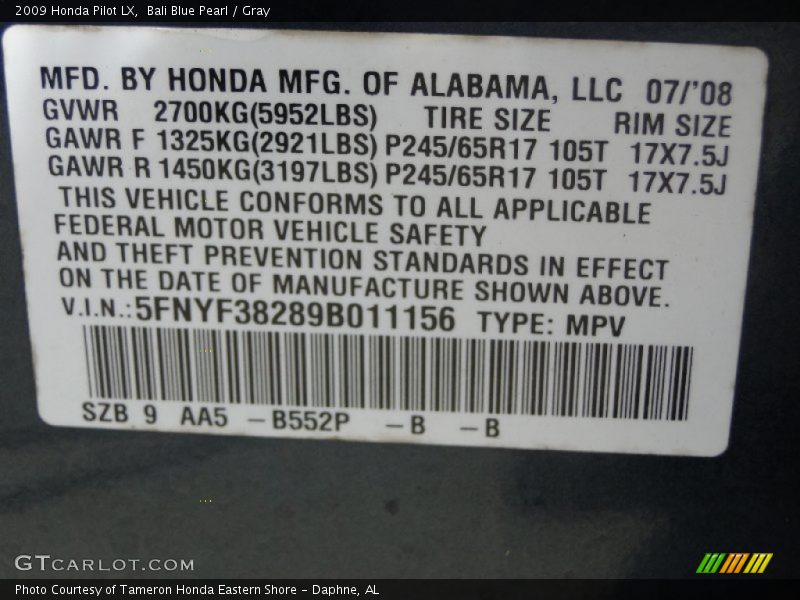 2009 Honda Pilot LX,  Bali Blue Pearl / Gray
MFD. BY HONDA MFG. OF ALABAMA, LLC 07/'08
GVWR 2700KG(5952LBS) TIRE SIZE RIM SIZE
GAWR F 1325KG(2921LBS) P245/65R17 105T 17X7.5J
GAWR R 1450KG(3197LBS) P245/65R17 105T 17X7.5J
THIS VEHICLE CONFORMS TO ALL APPLICABLE
FEDERAL MOTOR VEHICLE SAFETY
AND THEFT PREVENTION STANDARDS IN EFFECT
ON THE DATE OF MANUFACTURE SHOWN ABOVE.
V.I.N.:5FNYF38289B011156 TYPE: MPV
SZB 9 AA5 -B552P -B -B
GTCARLOT.COM
Photo Courtesy of Tameron Honda Eastern Shore - Daphne, AL